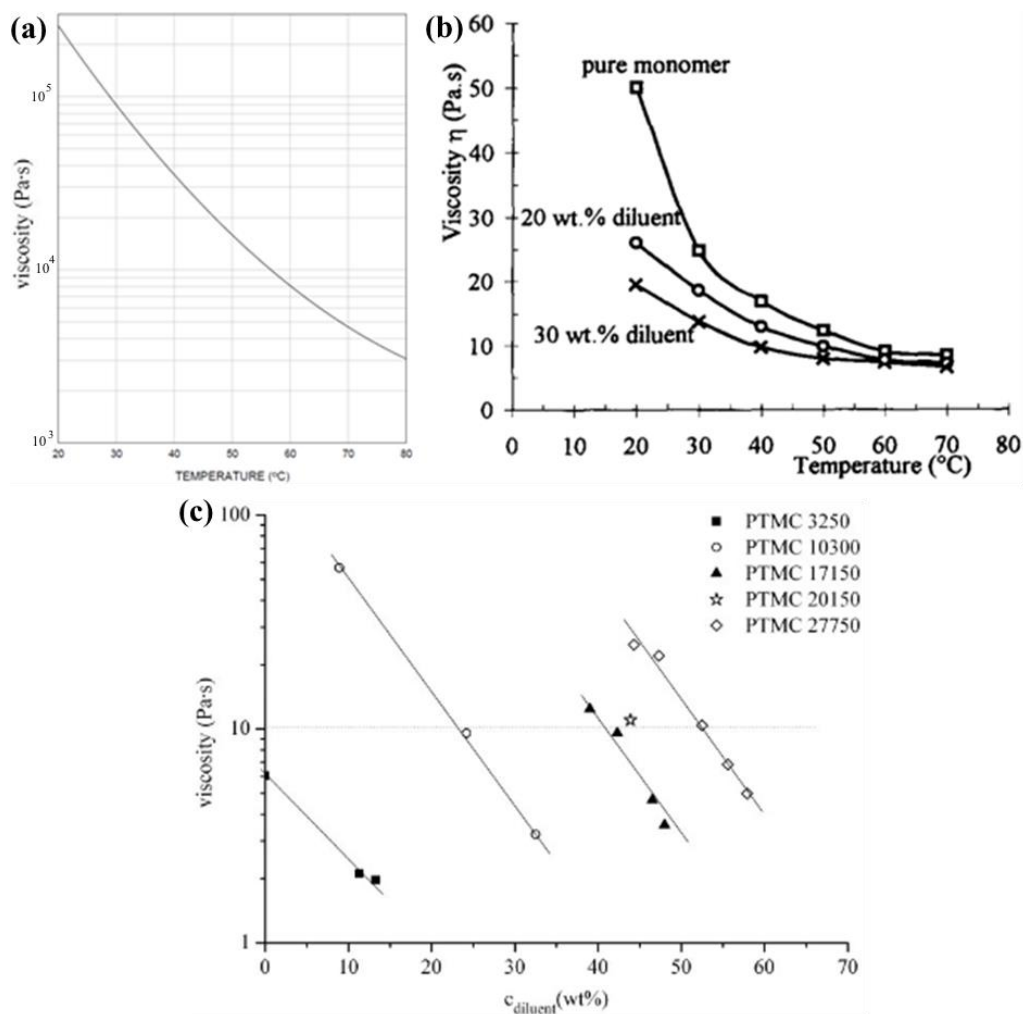 (a)
viscosity (Pa·s)
10^5
10^4
10^3
20 30 40 50 60 70 80
TEMPERATURE (ºC)
(b)
Viscosity η (Pa.s)
60
50
40
30
20
10
0
pure monomer
20 wt.% diluent
30 wt.% diluent
0 10 20 30 40 50 60 70 80
Temperature (°C)
(c)
viscosity (Pa·s)
100
10
1
PTMC 3250
PTMC 10300
PTMC 17150
PTMC 20150
PTMC 27750
0 10 20 30 40 50 60 70
c_diluent(wt%)